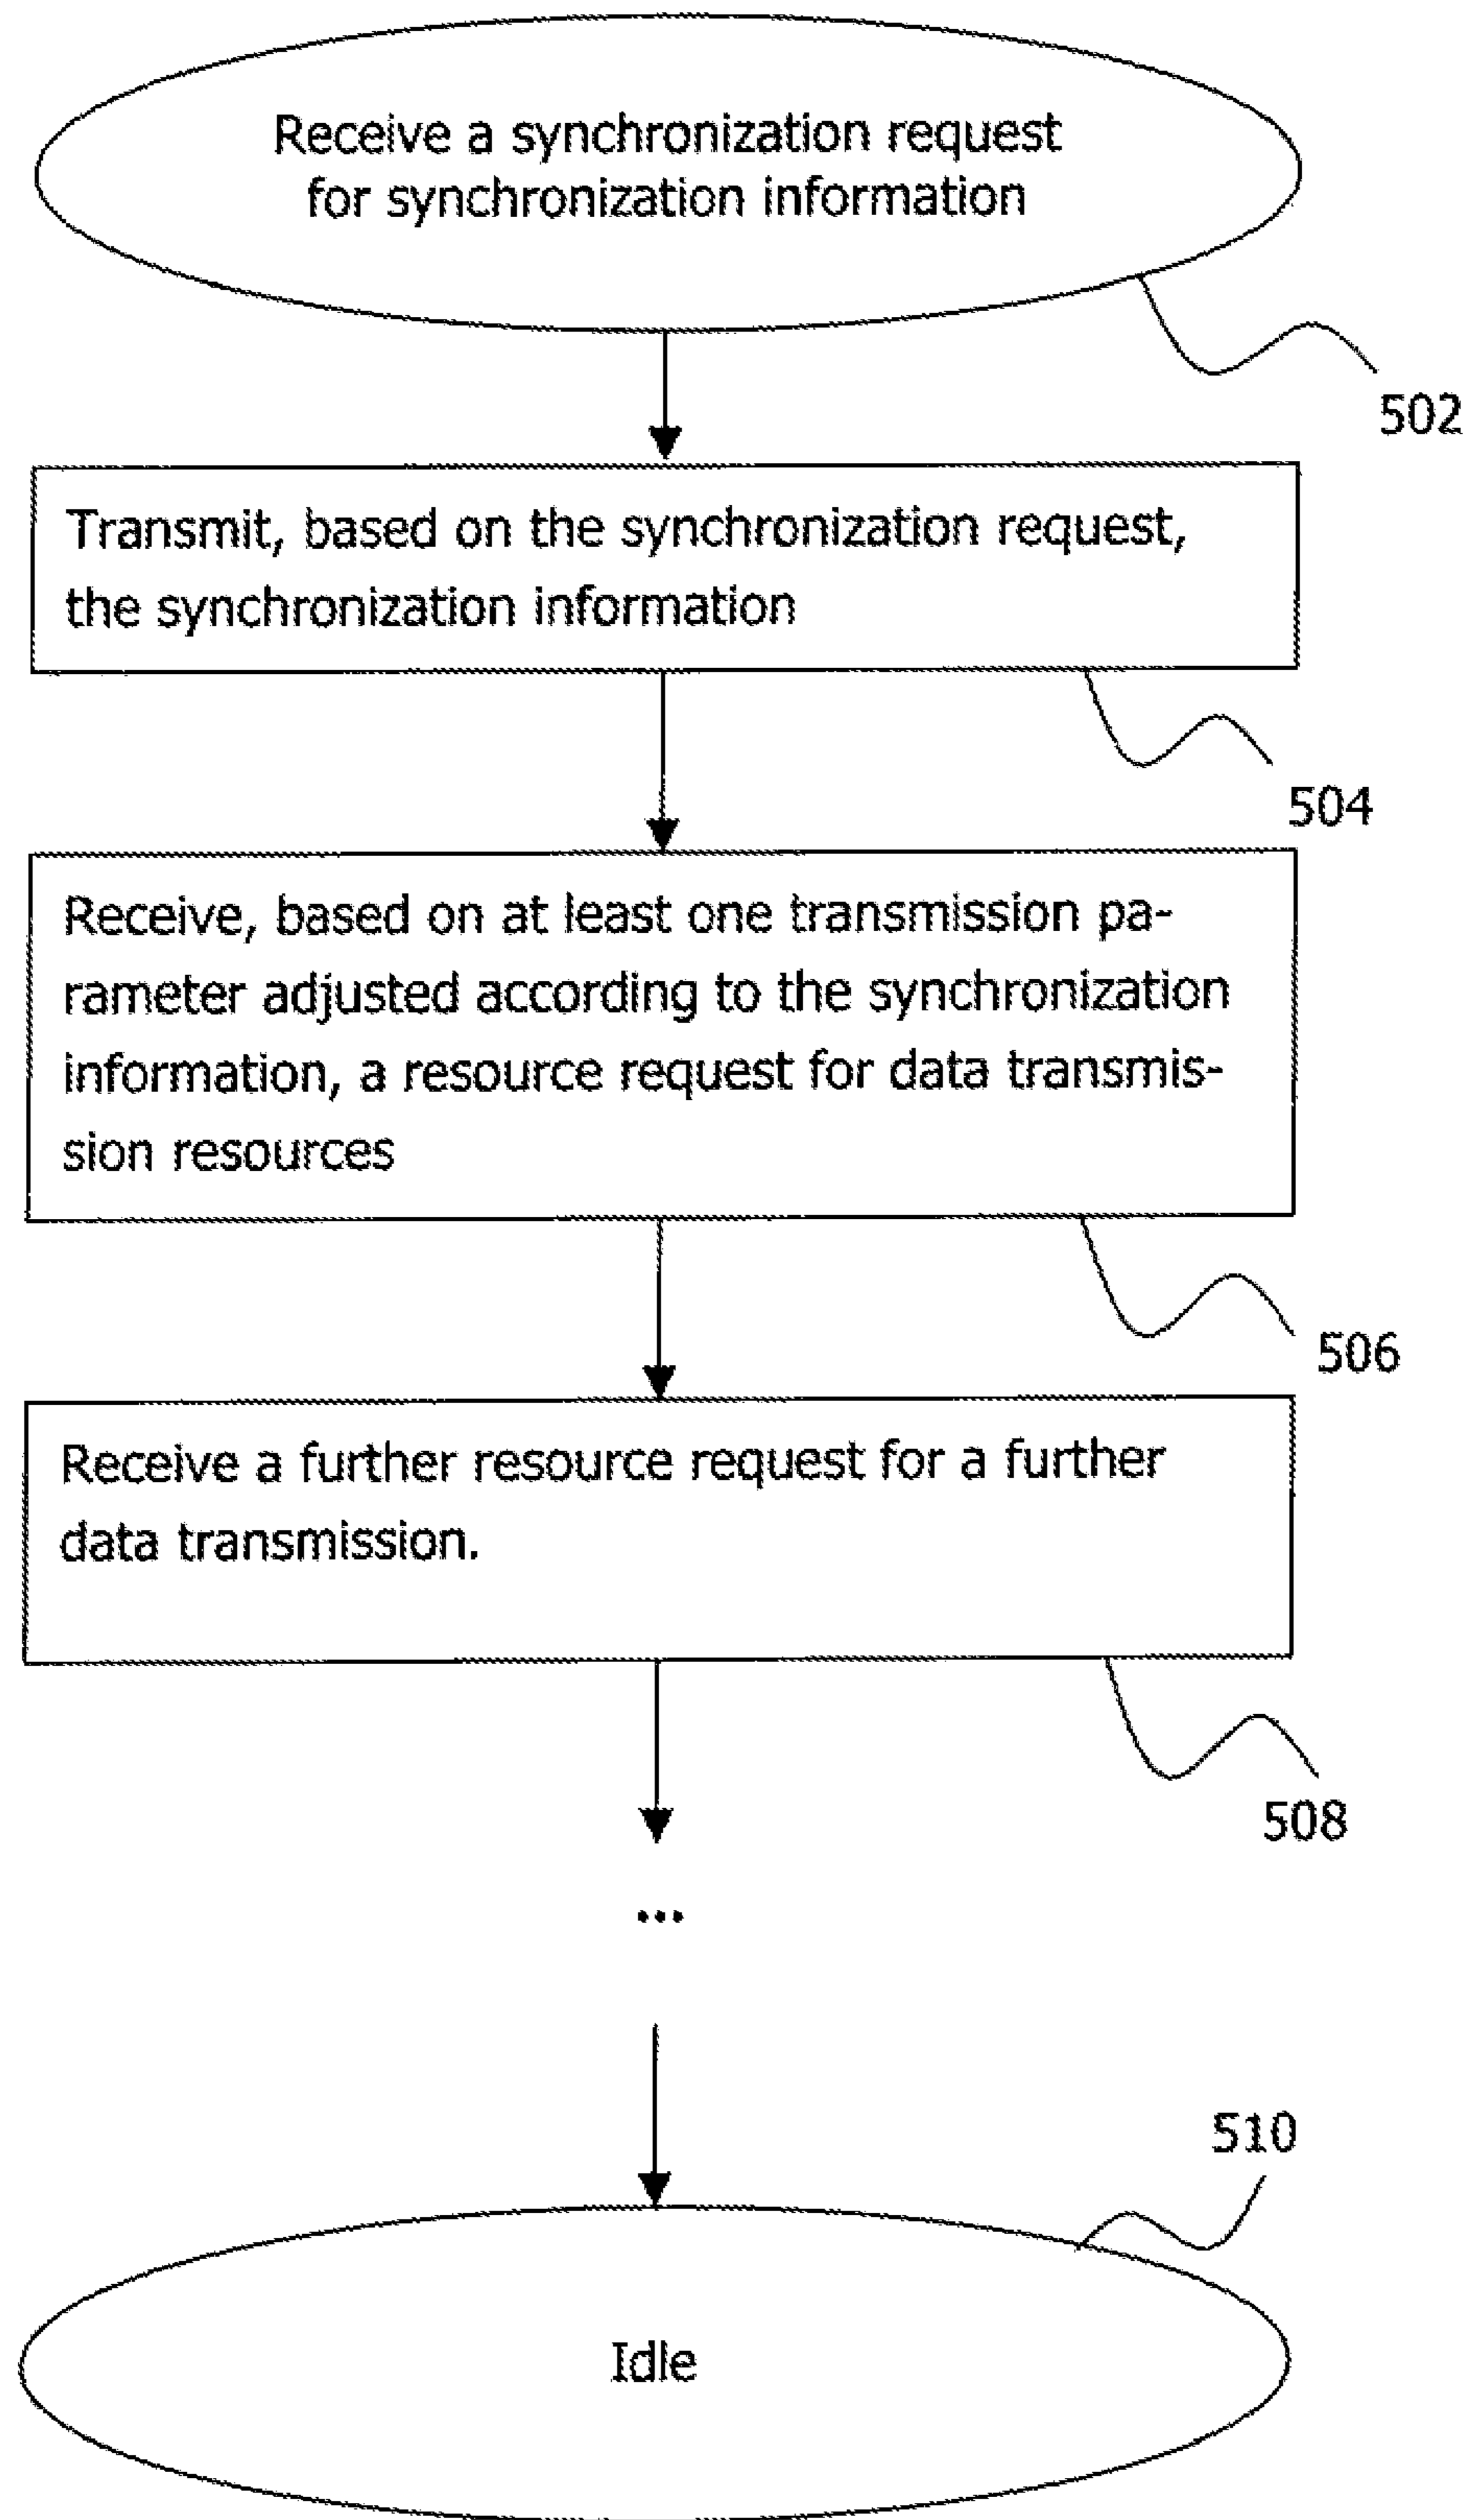 Receive a synchronization request
for synchronization information
502
Transmit, based on the synchronization request,
the synchronization information
504
Receive, based on at least one transmission pa-
rameter adjusted according to the synchronization
information, a resource request for data transmis-
sion resources
506
Receive a further resource request for a further
data transmission.
508
...
510
Idle